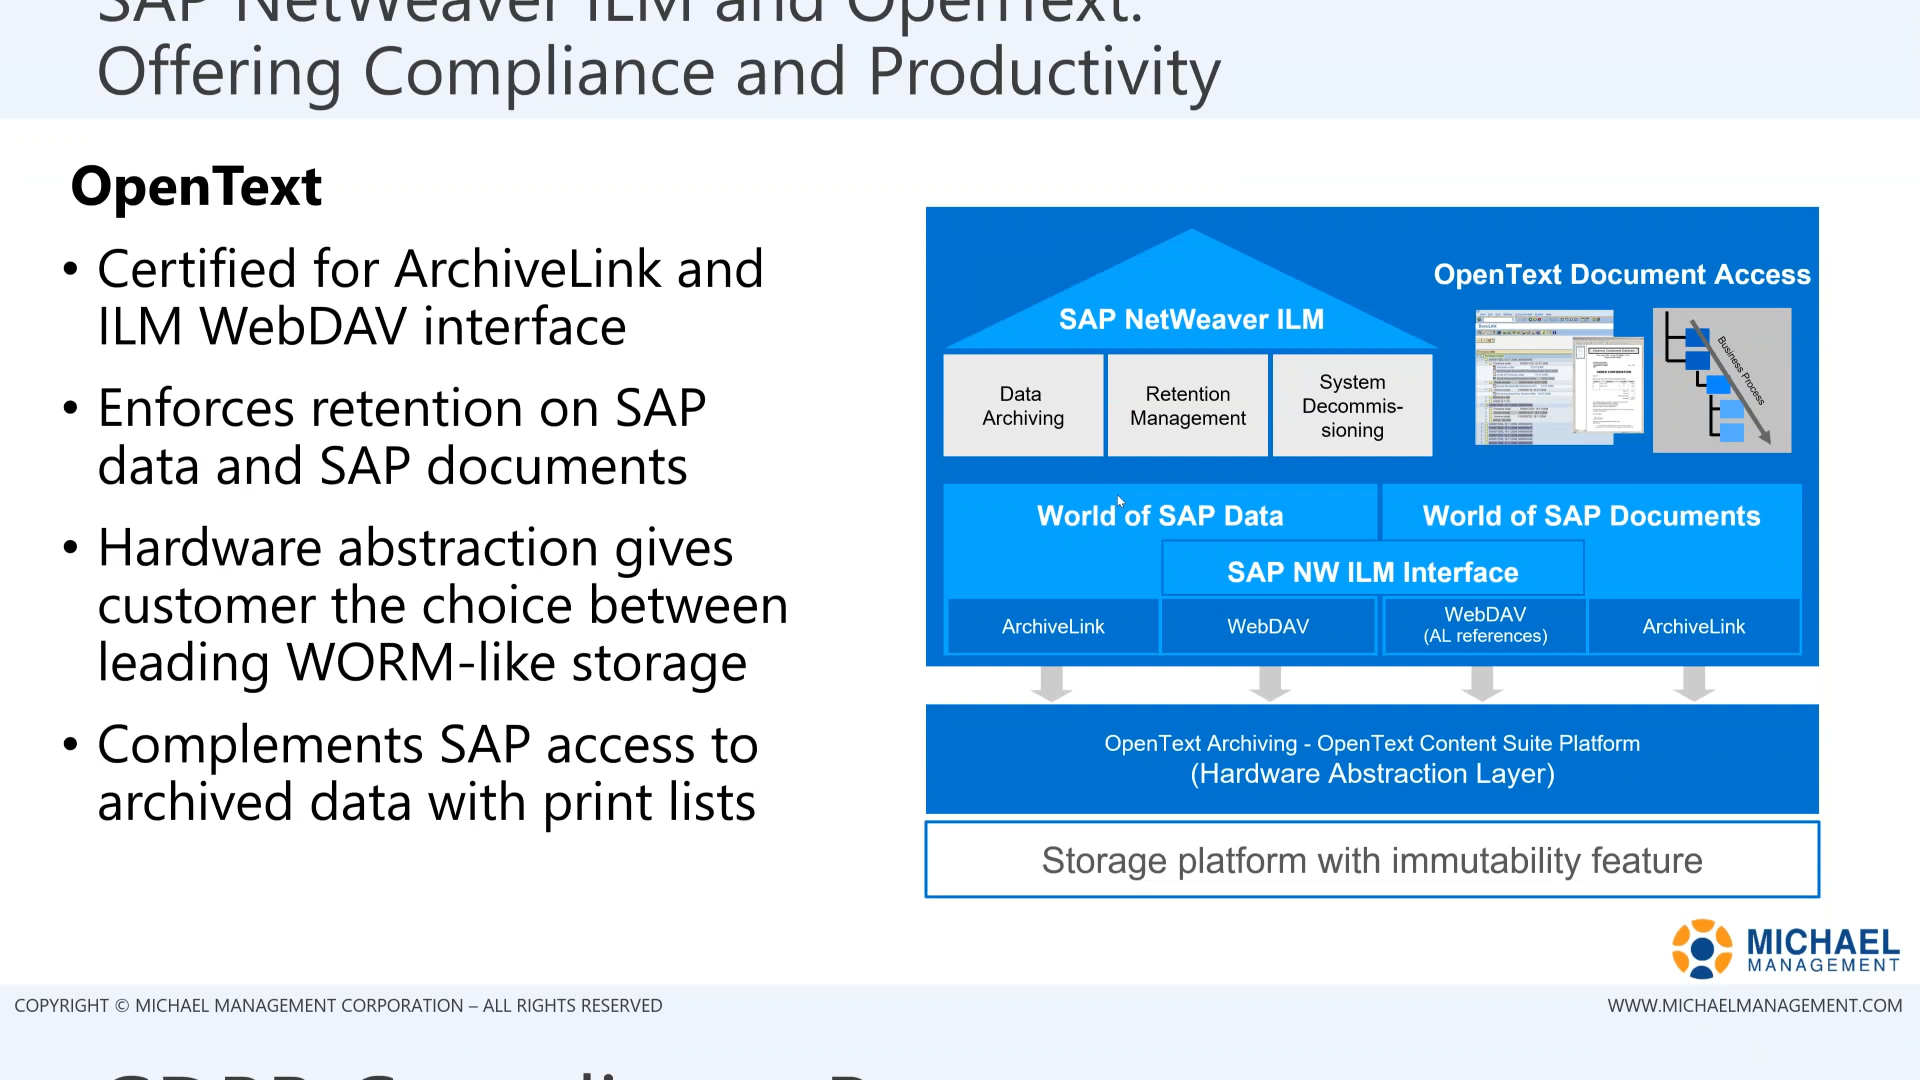 SAP NetWeaver ILM and OpenText:
Offering Compliance and Productivity
OpenText
• Certified for ArchiveLink and
ILM WebDAV interface
• Enforces retention on SAP
data and SAP documents
• Hardware abstraction gives
customer the choice between
leading WORM-like storage
• Complements SAP access to
archived data with print lists
SAP NetWeaver ILM
Data
Archiving
Retention
Management
System
Decommis-
sioning
OpenText Document Access
Business Process
World of SAP Data
World of SAP Documents
SAP NW ILM Interface
ArchiveLink
WebDAV
WebDAV
(AL references)
ArchiveLink
OpenText Archiving - OpenText Content Suite Platform
(Hardware Abstraction Layer)
Storage platform with immutability feature
MICHAEL
MANAGEMENT
COPYRIGHT © MICHAEL MANAGEMENT CORPORATION – ALL RIGHTS RESERVED
WWW.MICHAELMANAGEMENT.COM